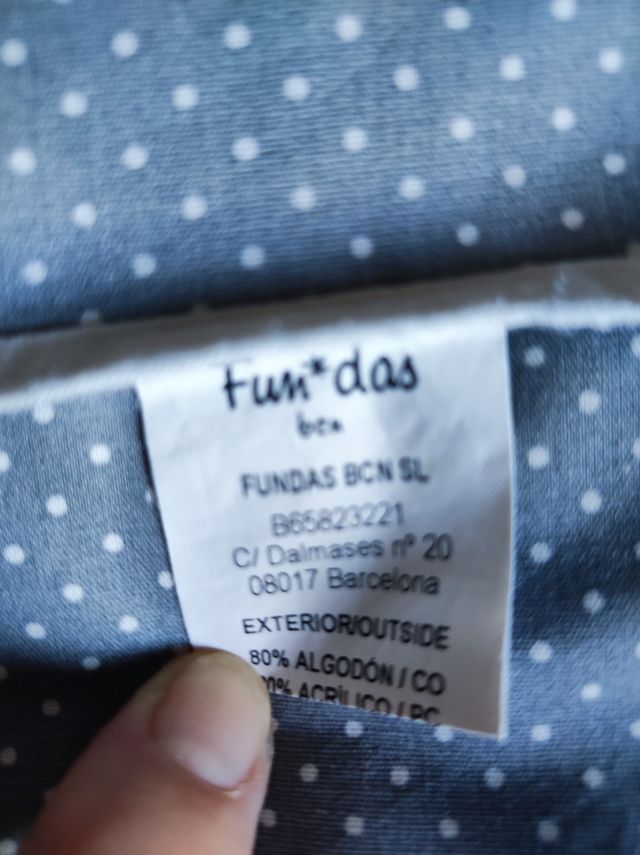 Fun*das
bcn
FUNDAS BCN SL
B65823221
C/ Dalmases nº 20
08017 Barcelona
EXTERIOR/OUTSIDE
80% ALGODÓN / CO
ACRÍLICO / PC